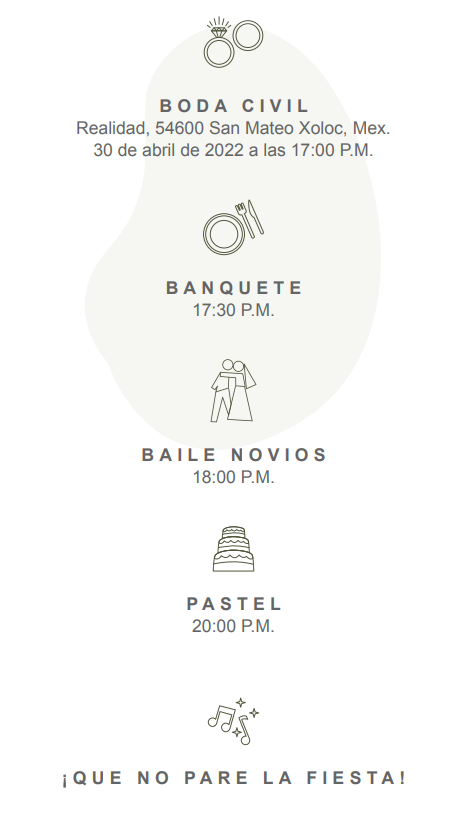 BODA CIVIL
Realidad, 54600 San Mateo Xoloc, Mex.
30 de abril de 2022 a las 17:00 P.M.
BANQUETE
17:30 P.M.
BAILE NOVIOS
18:00 P.M.
PASTEL
20:00 P.M.
¡QUE NO PARE LA FIESTA!